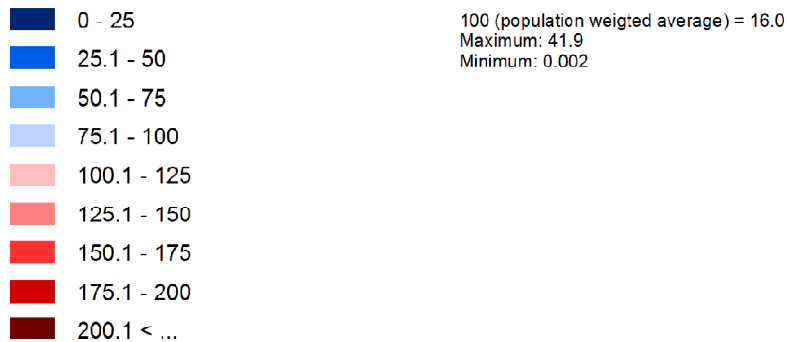 0 - 25
25.1 - 50
50.1 - 75
75.1 - 100
100.1 - 125
125.1 - 150
150.1 - 175
175.1 - 200
200.1 < ...
100 (population weigted average) = 16.0
Maximum: 41.9
Minimum: 0.002